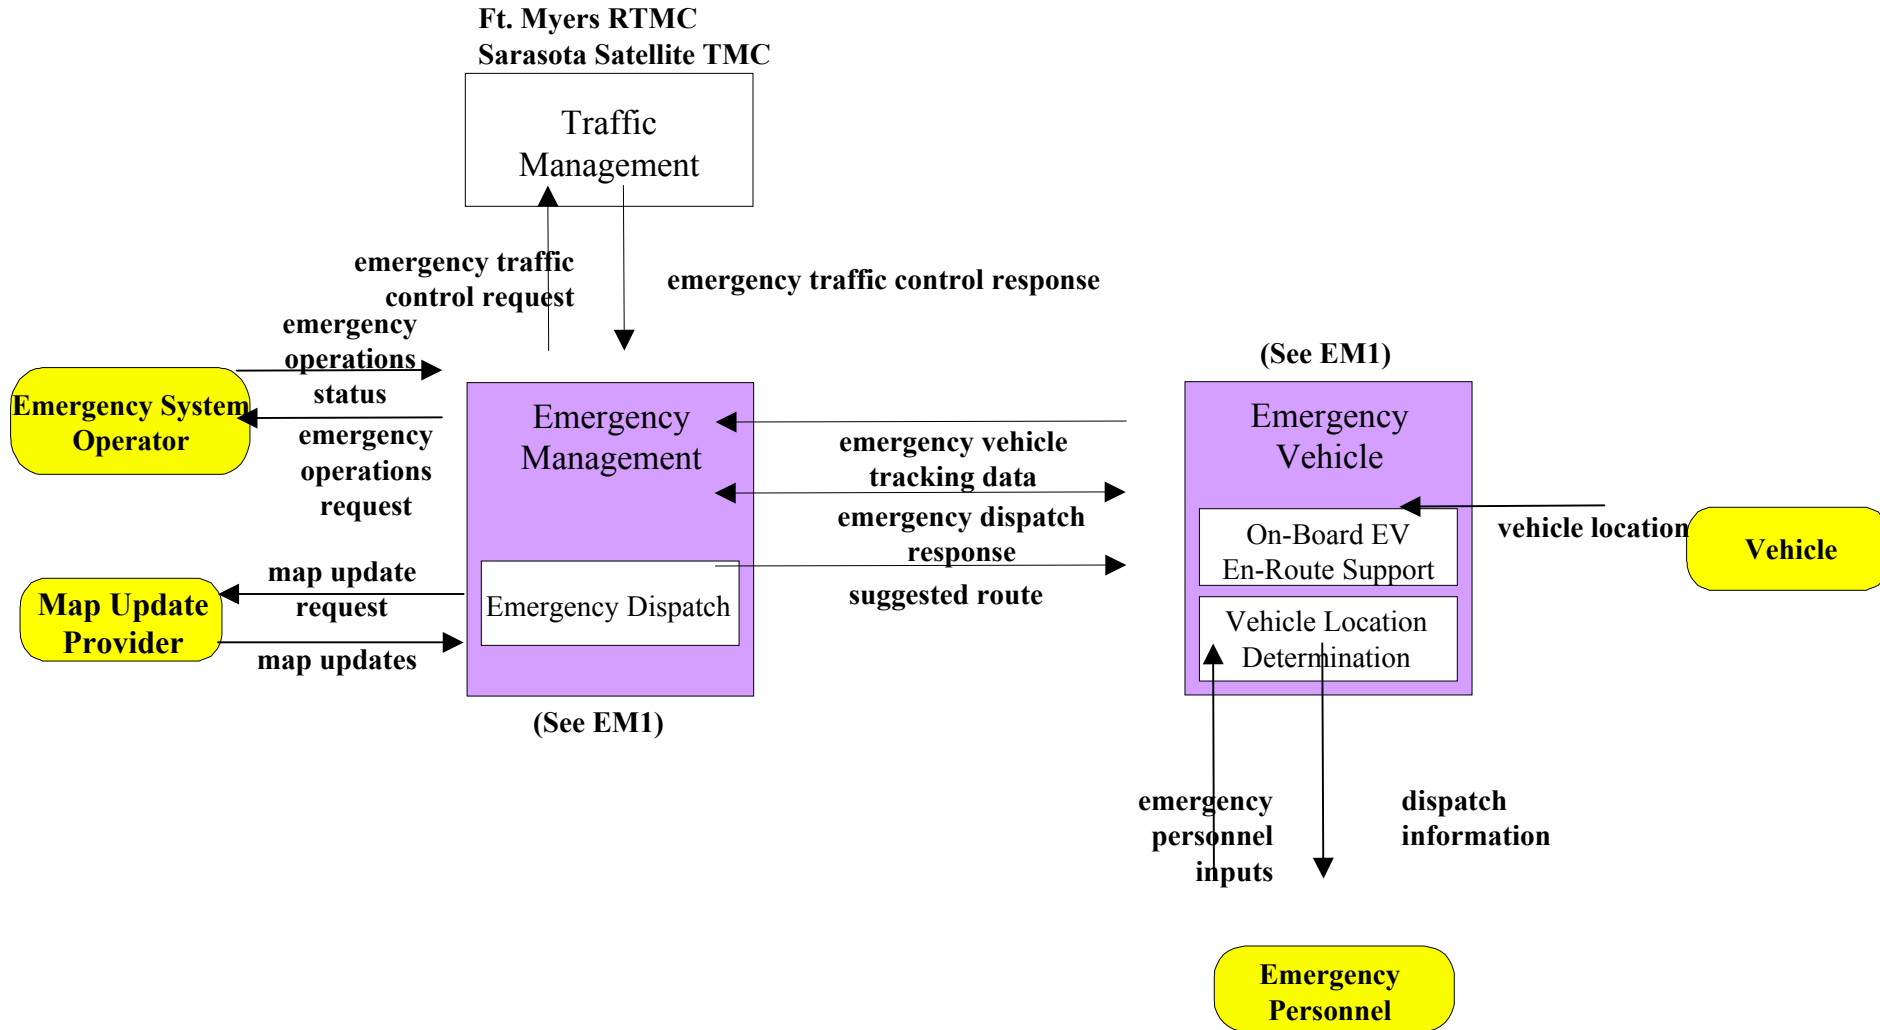 Ft. Myers RTMC
Sarasota Satellite TMC
Traffic
Management
emergency traffic
control request
emergency traffic control response
emergency
operations
status
Emergency System
Operator
emergency
operations
request
Emergency
Management
emergency vehicle
tracking data
emergency dispatch
response
suggested route
(See EM1)
Emergency
Vehicle
On-Board EV
En-Route Support
vehicle location
Vehicle
map update
request
Map Update
Provider
map updates
Emergency Dispatch
Vehicle Location
Determination
(See EM1)
emergency
personnel
inputs
dispatch
information
Emergency
Personnel